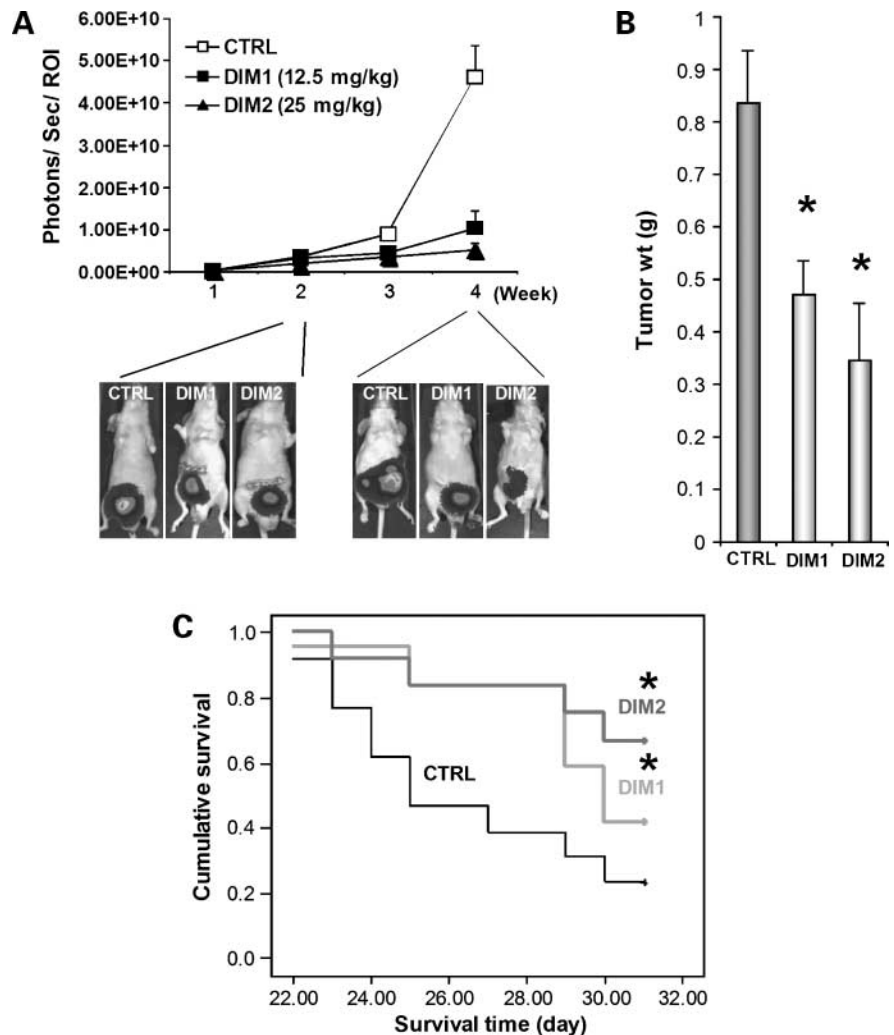 A
6.00E+10
5.00E+10
4.00E+10
3.00E+10
2.00E+10
1.00E+10
0.00E+00
Photons/ Sec/ ROI
CTRL
DIM1 (12.5 mg/kg)
DIM2 (25 mg/kg)
1 2 3 4 (Week)
CTRL DIM1 DIM2
CTRL DIM1 DIM2
B
1
0.9
0.8
0.7
0.6
0.5
0.4
0.3
0.2
0.1
0
Tumor wt (g)
*
*
CTRL DIM1 DIM2
C
1.0
0.8
0.6
0.4
0.2
0.0
Cumulative survival
*
DIM2
*
DIM1
CTRL
22.00 24.00 26.00 28.00 30.00 32.00
Survival time (day)